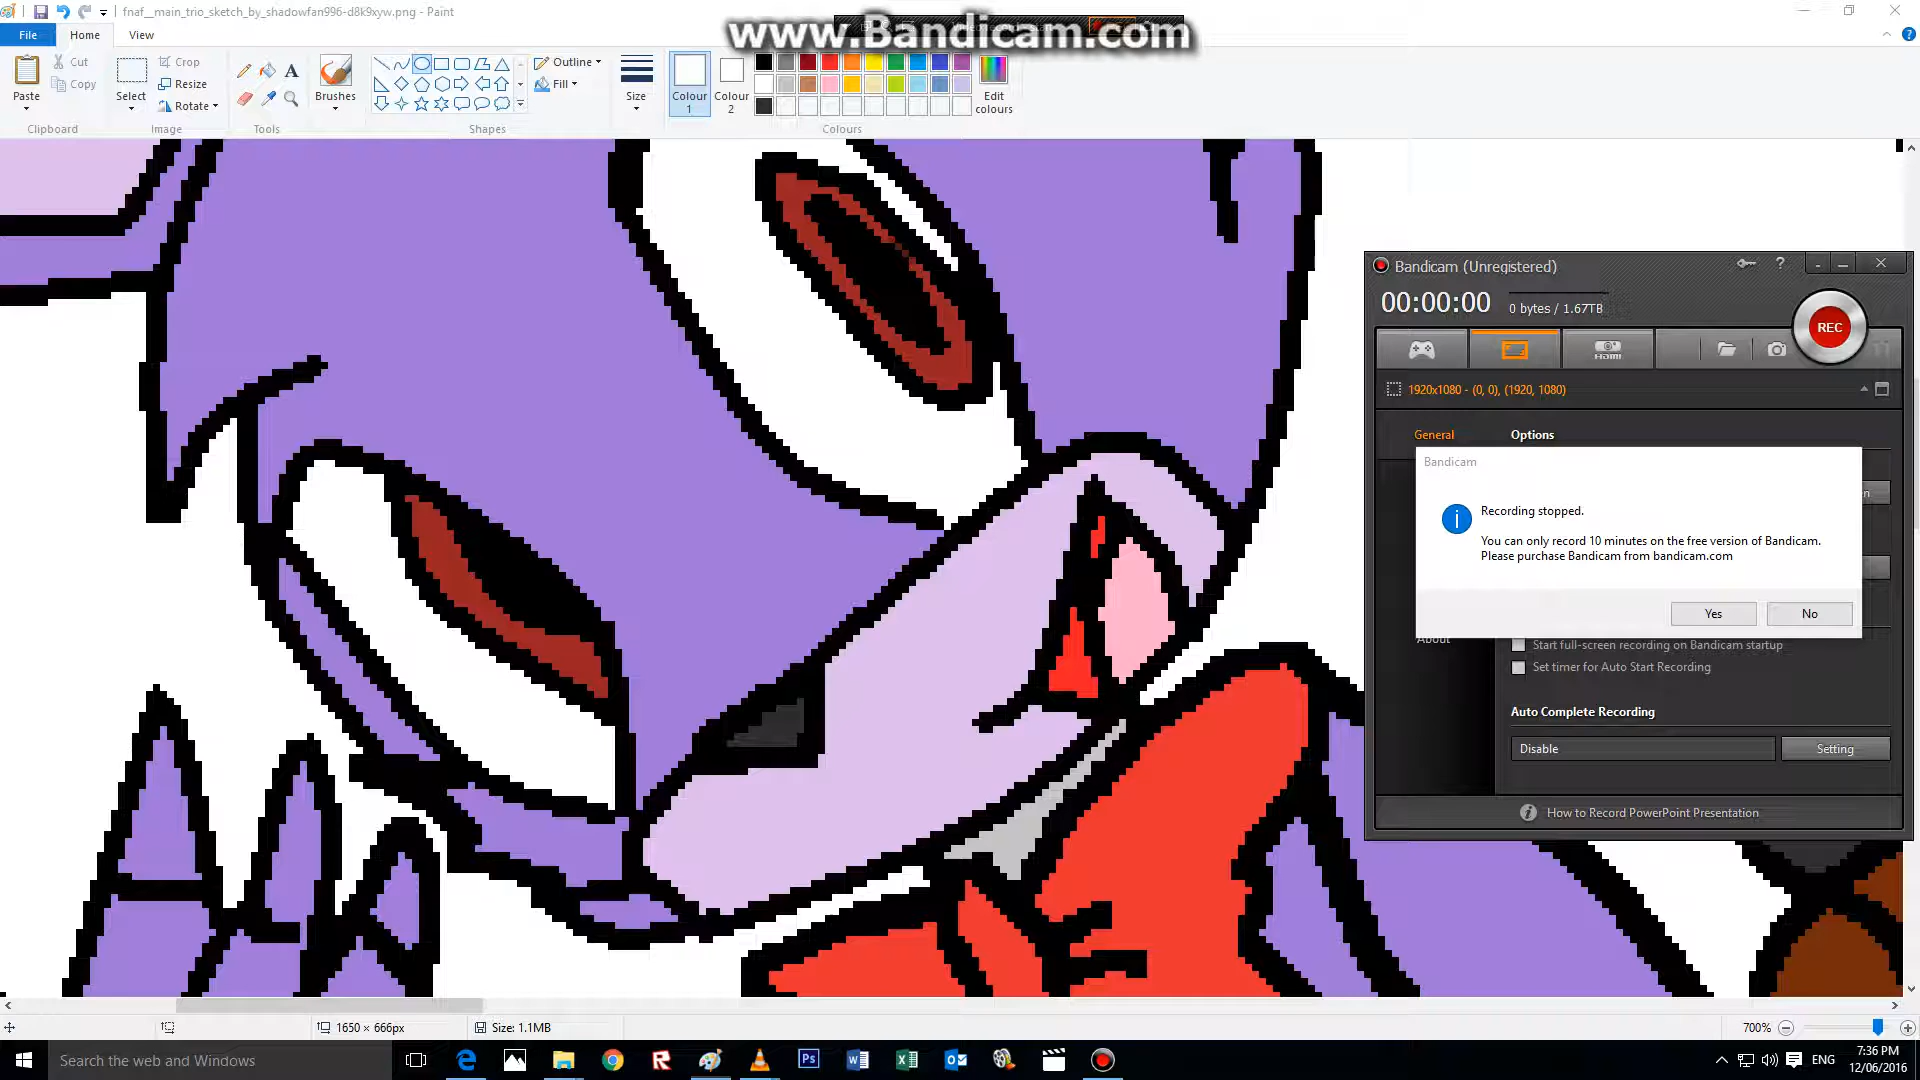 fnaf__main_trio_sketch_by_shadowfan996-d8k9xyw.png - Paint
www.Bandicam.com
File
Home
View
Paste
Cut
Copy
Clipboard
Select
Crop
Resize
Rotate
Image
Tools
Brushes
Shapes
Outline
Fill
Size
Colour
1
Colour
2
Edit
colours
Colours
Bandicam (Unregistered)
00:00:00
0 bytes / 1.67TB
REC
HDMI
1920x1080 - (0, 0), (1920, 1080)
General
Options
Bandicam
Recording stopped.
You can only record 10 minutes on the free version of Bandicam.
Please purchase Bandicam from bandicam.com
Yes
No
About
Start full-screen recording on Bandicam startup
Set timer for Auto Start Recording
Auto Complete Recording
Disable
Setting
How to Record PowerPoint Presentation
1650 × 666px
Size: 1.1MB
700%
Search the web and Windows
Ps
ENG
7:36 PM
12/06/2016